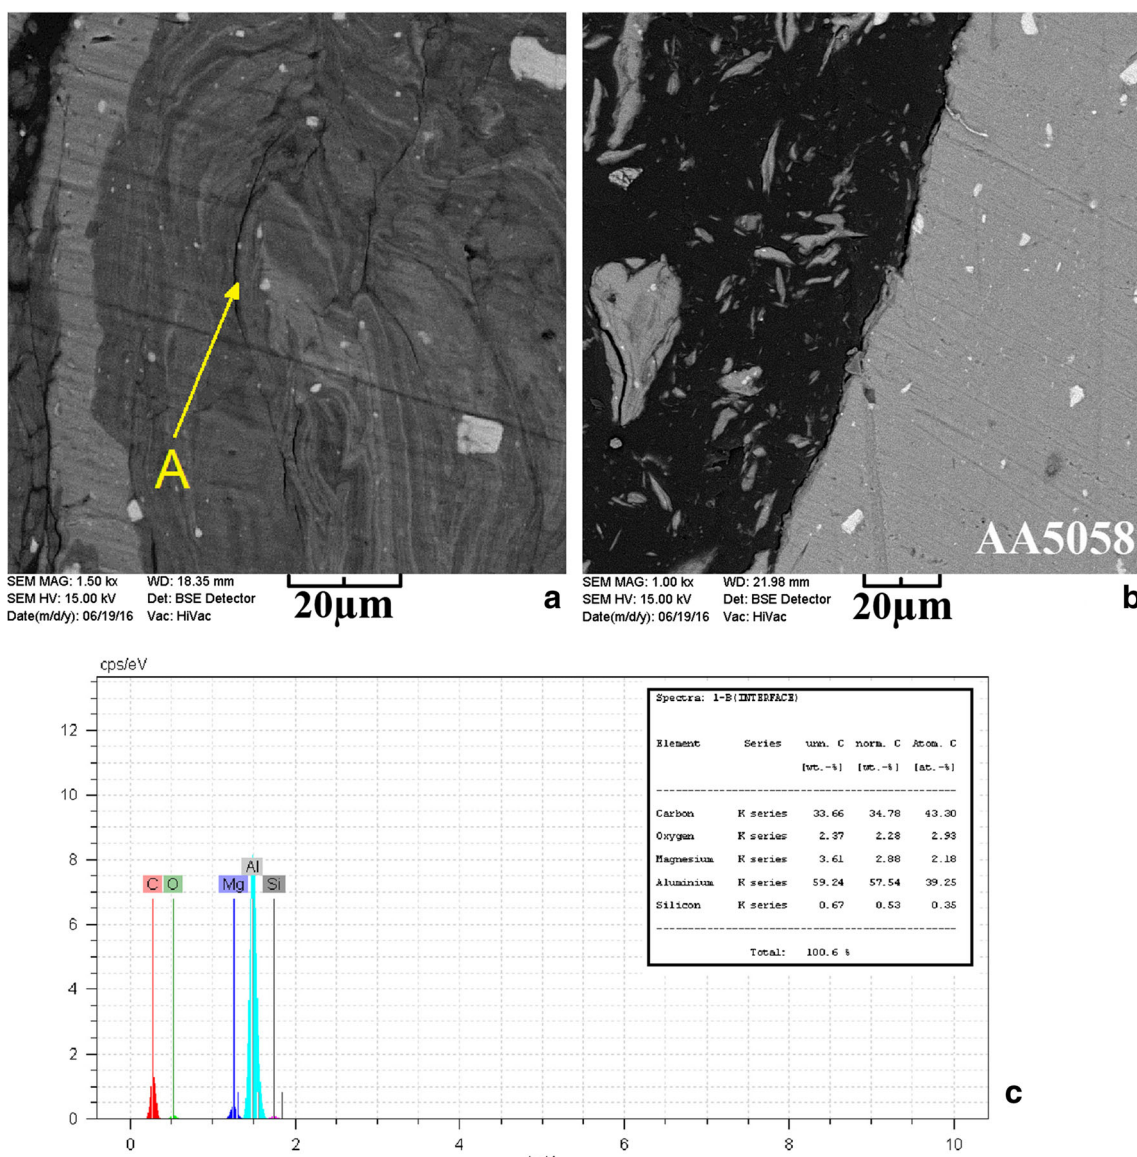 A
SEM MAG: 1.50 kx WD: 18.35 mm
SEM HV: 15.00 kV Det: BSE Detector
Date(m/d/y): 06/19/16 Vac: HiVac
20μm
a
AA5058
SEM MAG: 1.00 kx WD: 21.98 mm
SEM HV: 15.00 kV Det: BSE Detector
Date(m/d/y): 06/19/16 Vac: HiVac
20μm
b
cps/eV
12
10
8
6
4
2
0
C O Mg Al Si
0 2 4 6 8 10
Spectra: 1-B(INTERFACE)
Element Series unn. C norm. C Atom. C
[wt.-%] [wt.-%] [at.-%]
Carbon K series 33.66 34.78 43.30
Oxygen K series 2.37 2.28 2.93
Magnesium K series 3.61 2.88 2.18
Aluminium K series 59.24 57.54 39.25
Silicon K series 0.67 0.53 0.35
Total: 100.6 %
c